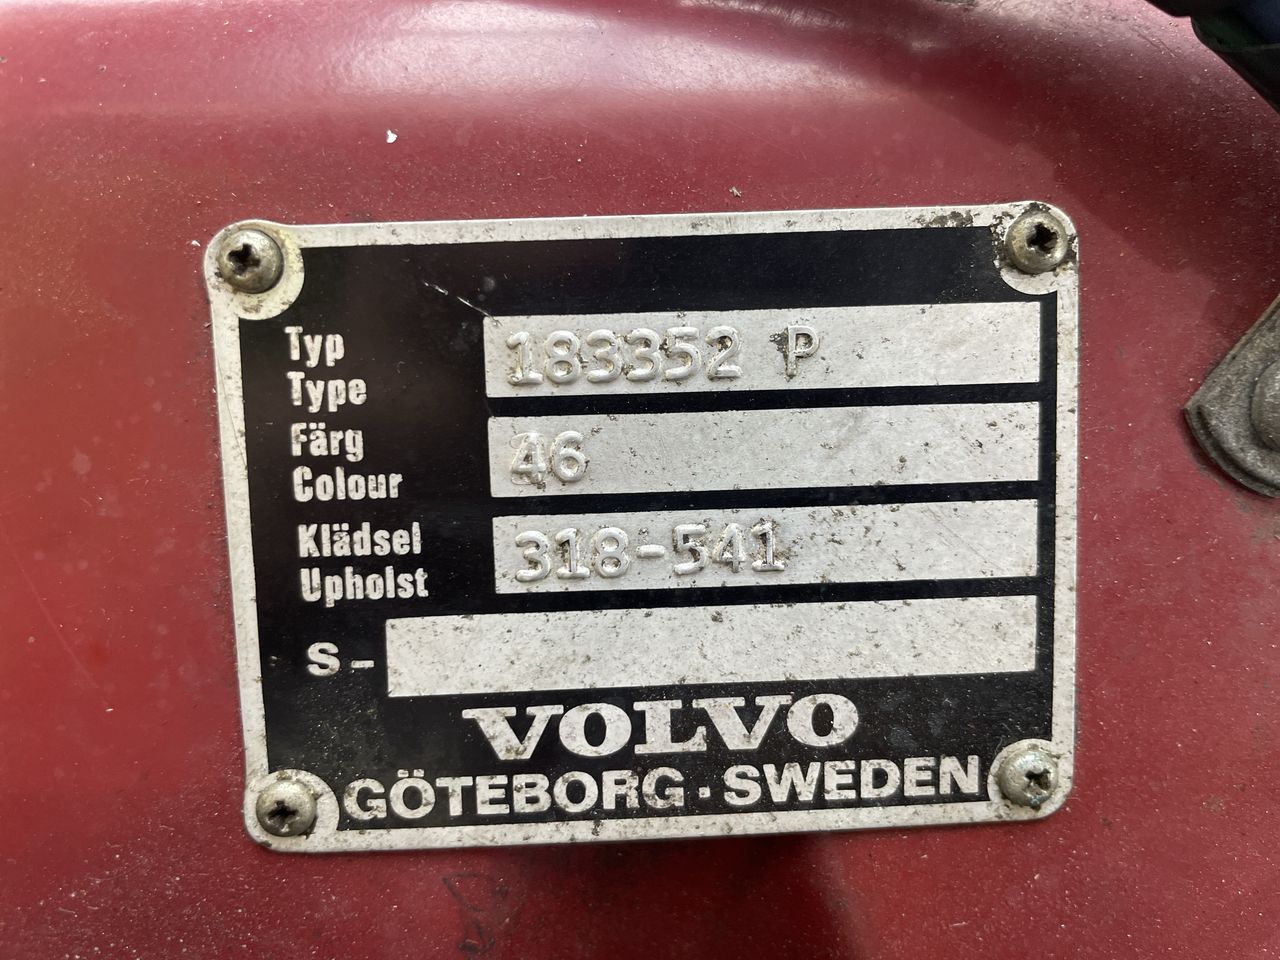 Typ 183352 P
Type
Färg 46
Colour
Klädsel 318-541
Upholst
S-
VOLVO
GÖTEBORG · SWEDEN